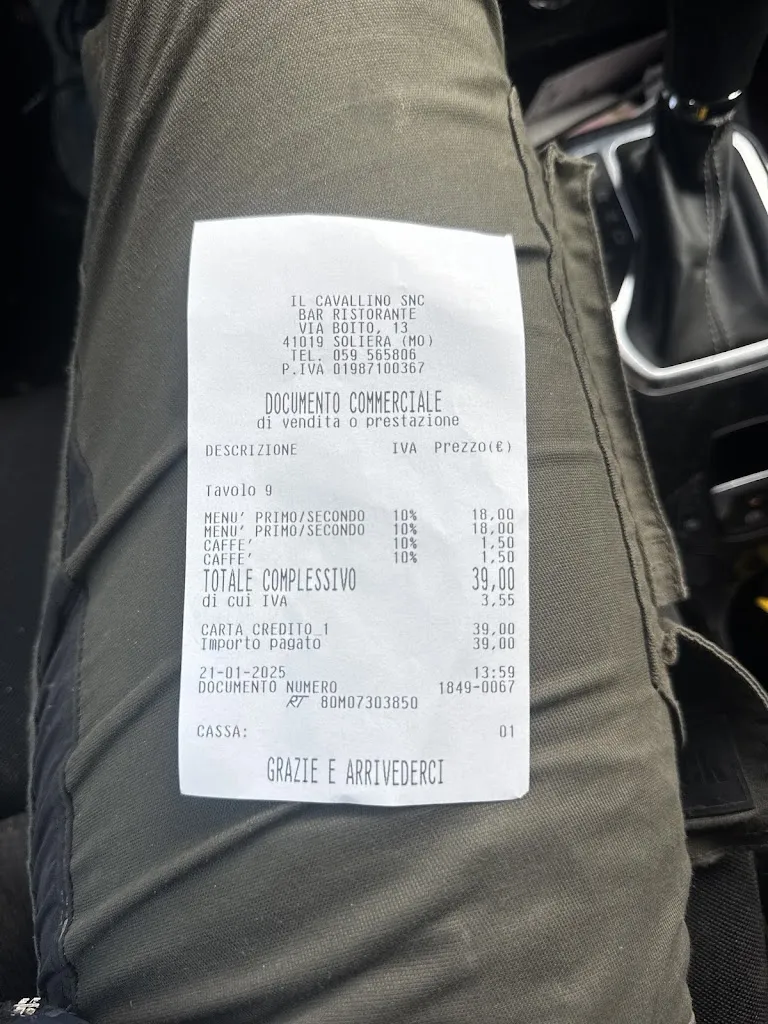 IL CAVALLINO SNC
BAR RISTORANTE
VIA BOITO, 13
41019 SOLIERA (MO)
TEL. 059 565806
P.IVA 01987100367
DOCUMENTO COMMERCIALE
di vendita o prestazione
DESCRIZIONE IVA Prezzo(€)
Tavolo 9
MENU' PRIMO/SECONDO 10% 18,00
MENU' PRIMO/SECONDO 10% 18,00
CAFFE' 10% 1,50
CAFFE' 10% 1,50
TOTALE COMPLESSIVO 39,00
di cui IVA 3,55
CARTA CREDITO_1 39,00
Importo pagato 39,00
21-01-2025 13:59
DOCUMENTO NUMERO 1849-0067
RT 80M07303850
CASSA: 01
GRAZIE E ARRIVEDERCI